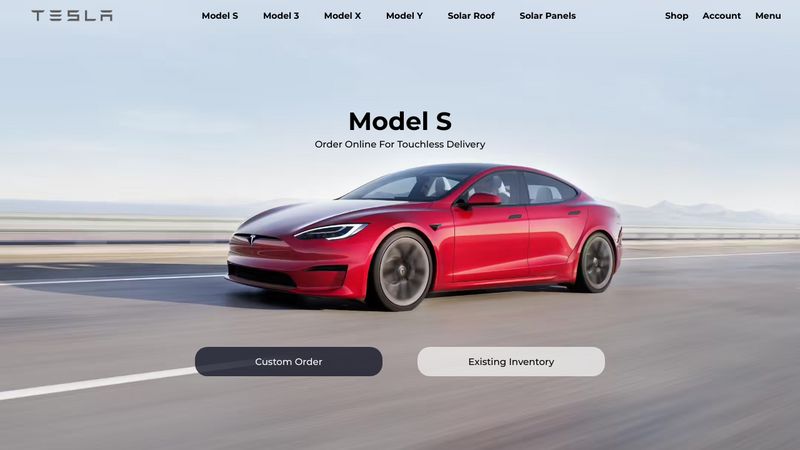 TESLA Model S Model 3 Model X Model Y Solar Roof Solar Panels Shop Account Menu
Model S
Order Online For Touchless Delivery
Custom Order Existing Inventory